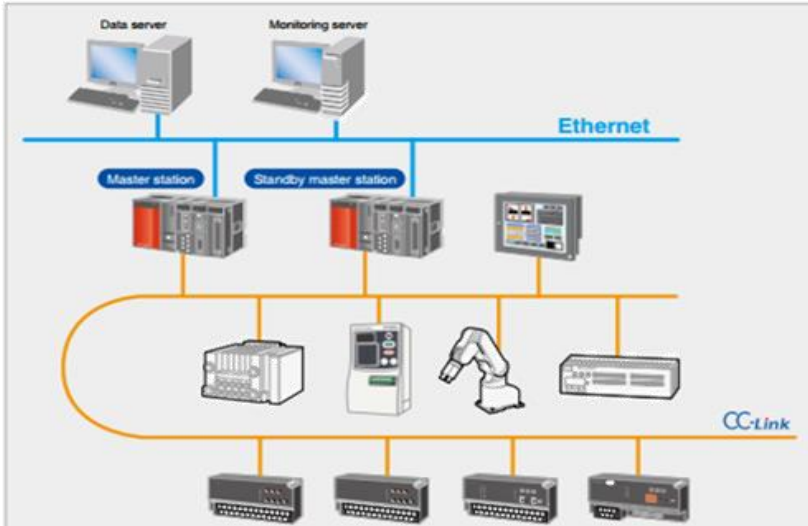 Data server
Monitoring server
Ethernet
Master station
Standby master station
CC-Link